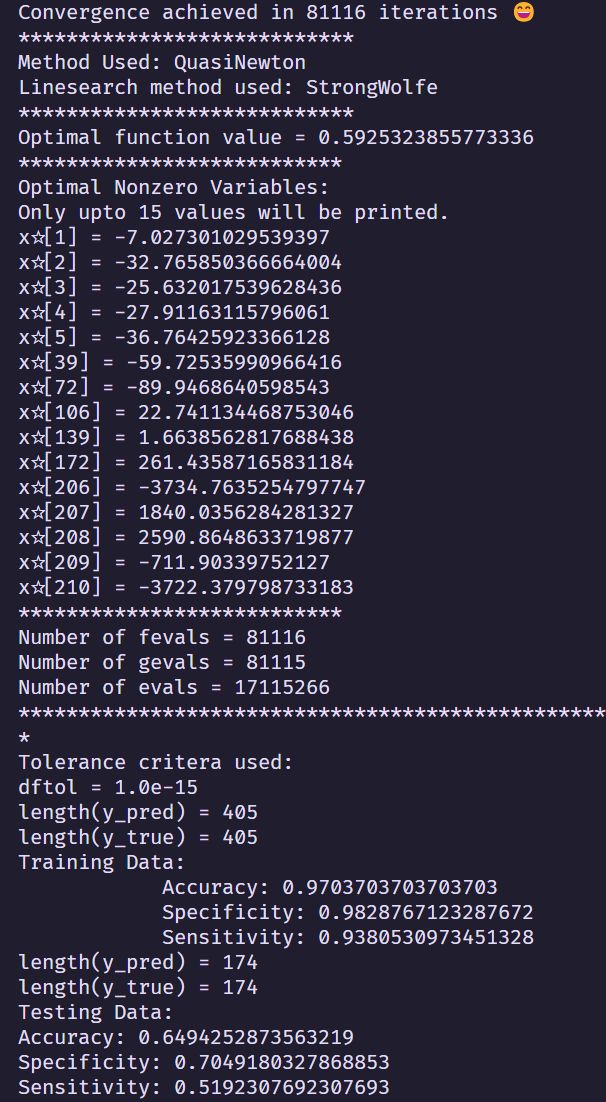 Convergence achieved in 81116 iterations 😄
****************************
Method Used: QuasiNewton
Linesearch method used: StrongWolfe
****************************
Optimal function value = 0.5925323855773336
***************************
Optimal Nonzero Variables:
Only upto 15 values will be printed.
x☆[1] = -7.027301029539397
x☆[2] = -32.765850366664004
x☆[3] = -25.632017539628436
x☆[4] = -27.91163115796061
x☆[5] = -36.76425923366128
x☆[39] = -59.72535990966416
x☆[72] = -89.9468640598543
x☆[106] = 22.741134468753046
x☆[139] = 1.6638562817688438
x☆[172] = 261.43587165831184
x☆[206] = -3734.7635254797747
x☆[207] = 1840.0356284281327
x☆[208] = 2590.8648633719877
x☆[209] = -711.90339752127
x☆[210] = -3722.379798733183
***************************
Number of fevals = 81116
Number of gevals = 81115
Number of evals = 17115266
*************************************************
*
Tolerance critera used:
dftol = 1.0e-15
length(y_pred) = 405
length(y_true) = 405
Training Data:
Accuracy: 0.9703703703703703
Specificity: 0.9828767123287672
Sensitivity: 0.9380530973451328
length(y_pred) = 174
length(y_true) = 174
Testing Data:
Accuracy: 0.6494252873563219
Specificity: 0.7049180327868853
Sensitivity: 0.5192307692307693